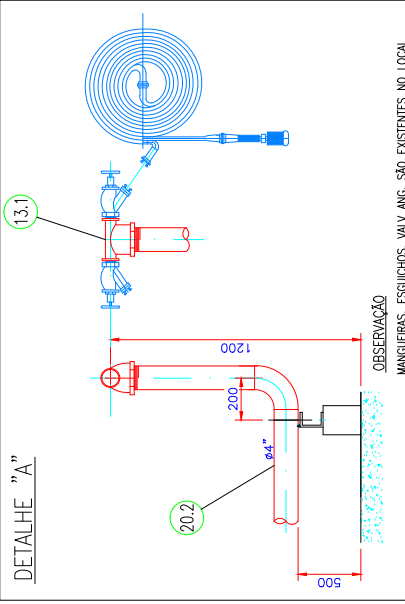 DETALHE "A"
13.1
20.2
1200
200
ø4"
500
OBSERVAÇÃO
MANGUEIRAS, ESGUICHOS, VALV. ANG. SÃO EXISTENTES NO LOCAL